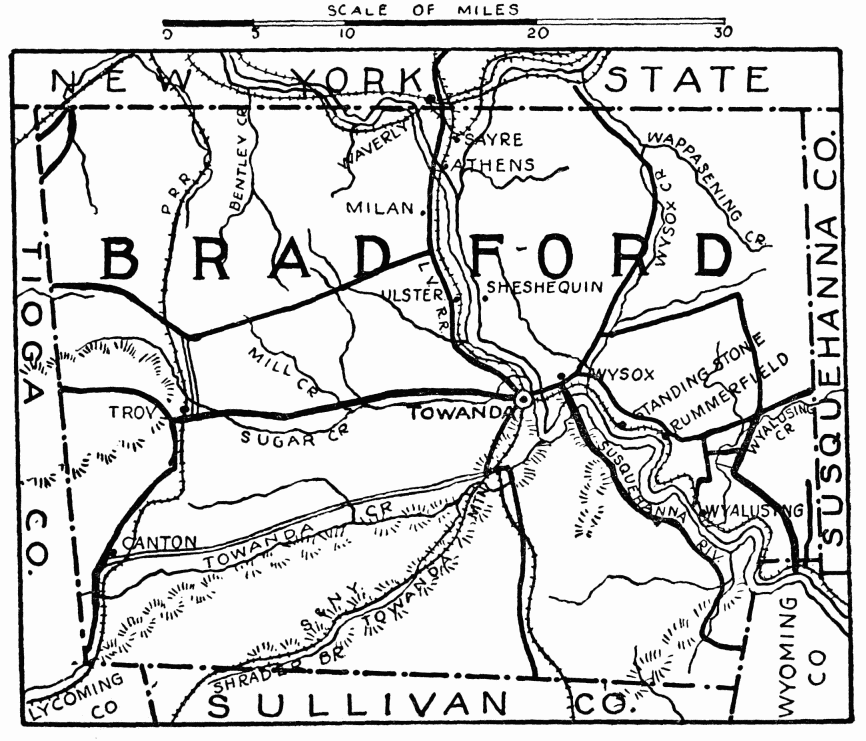 SCALE OF MILES
0 5 10 20 30
NEW YORK STATE
WAVERLY
SAYRE
ATHENS
BENTLEY CR
P R R
MILAN
WAPPASENING CR
WYSOX CR
BRADFORD
TIOGA CO.
SUSQUEHANNA CO.
ULSTER
L.V. R.R.
SHESHEQUIN
MILL CR
WYSOX
STANDING STONE
RUMMERFIELD
TROY
TOWANDA
SUGAR CR
WYALUSING CR
SUSQUEHANNA RIV
WYALUSING
CANTON
TOWANDA CR
TOWANDA MTN
S & N Y
SHRADER BR
LYCOMING CO
SULLIVAN CO.
WYOMING CO